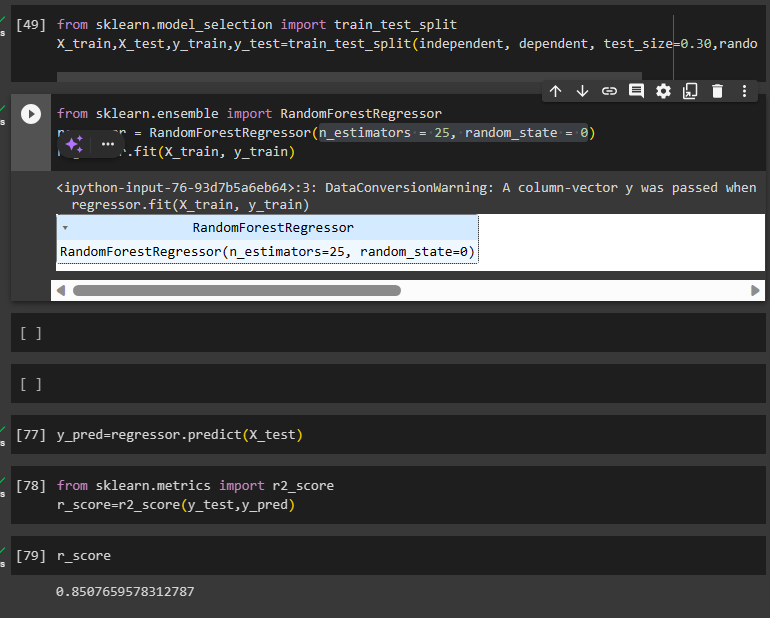 [49] from sklearn.model_selection import train_test_split
X_train,X_test,y_train,y_test=train_test_split(independent, dependent, test_size=0.30,rando
from sklearn.ensemble import RandomForestRegressor
= RandomForestRegressor(n_estimators = 25, random_state = 0)
.fit(X_train, y_train)
<ipython-input-76-93d7b5a6eb64>:3: DataConversionWarning: A column-vector y was passed when
regressor.fit(X_train, y_train)
RandomForestRegressor
RandomForestRegressor(n_estimators=25, random_state=0)
[ ]
[ ]
[77] y_pred=regressor.predict(X_test)
[78] from sklearn.metrics import r2_score
r_score=r2_score(y_test,y_pred)
[79] r_score
0.8507659578312787